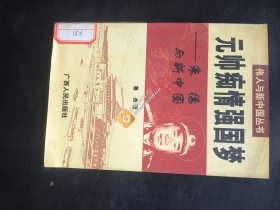 伟人与新中国丛书
元帅痴情强国梦
——朱德
与新中国
广西人民出版社